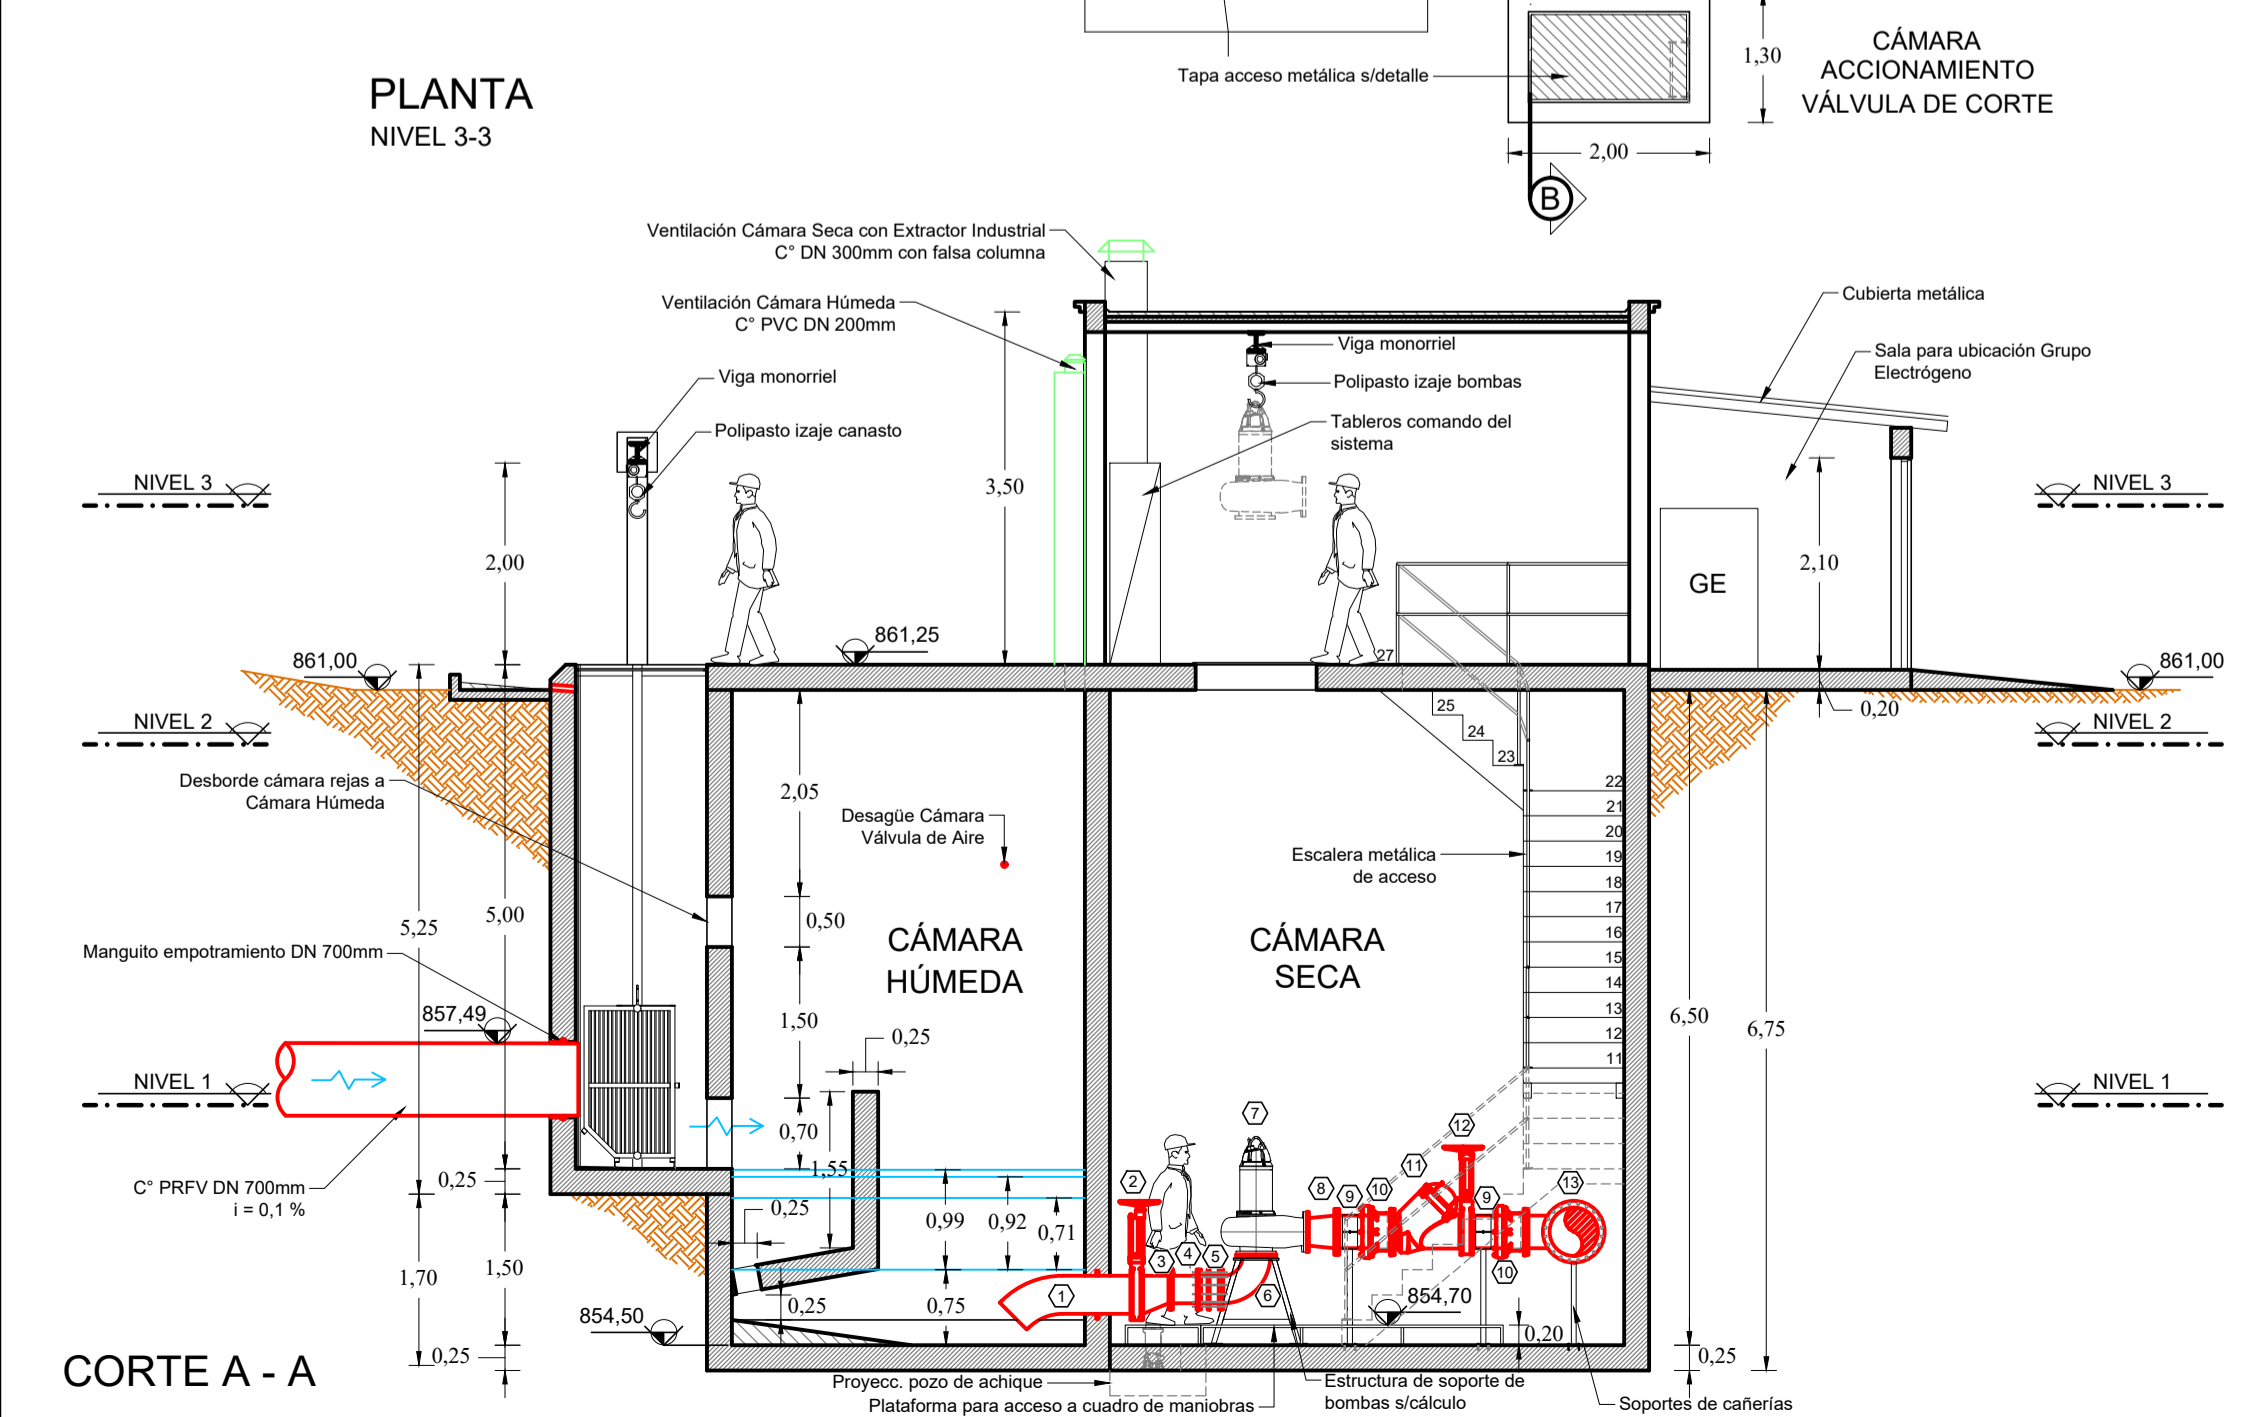 PLANTA
NIVEL 3-3
Tapa acceso metálica s/detalle
1,30
CÁMARA
ACCIONAMIENTO
VÁLVULA DE CORTE
2,00
B
Ventilación Cámara Seca con Extractor Industrial
C° DN 300mm con falsa columna
Ventilación Cámara Húmeda
C° PVC DN 200mm
Viga monorriel
Polipasto izaje canasto
Viga monorriel
Polipasto izaje bombas
Tableros comando del
sistema
Cubierta metálica
Sala para ubicación Grupo
Electrógeno
NIVEL 3
NIVEL 3
2,00
3,50
2,10
GE
861,00
861,25
27
861,00
0,20
NIVEL 2
NIVEL 2
25
24
23
22
21
20
19
18
17
16
15
14
13
12
11
Desborde cámara rejas a
Cámara Húmeda
2,05
Desagüe Cámara
Válvula de Aire
Escalera metálica
de acceso
5,25
5,00
0,50
CÁMARA
HÚMEDA
CÁMARA
SECA
Manguito empotramiento DN 700mm
857,49
1,50
0,25
6,50
6,75
NIVEL 1
NIVEL 1
0,70
1,55
C° PRFV DN 700mm
i = 0,1 %
0,25
0,25
0,99
0,92
0,71
1
2
3
4
5
6
7
8
9
10
11
12
9
10
13
1,70
1,50
0,25
0,75
854,50
854,70
0,20
0,25
0,25
CORTE A - A
Proyecc. pozo de achique
Plataforma para acceso a cuadro de maniobras
Estructura de soporte de
bombas s/cálculo
Soportes de cañerías